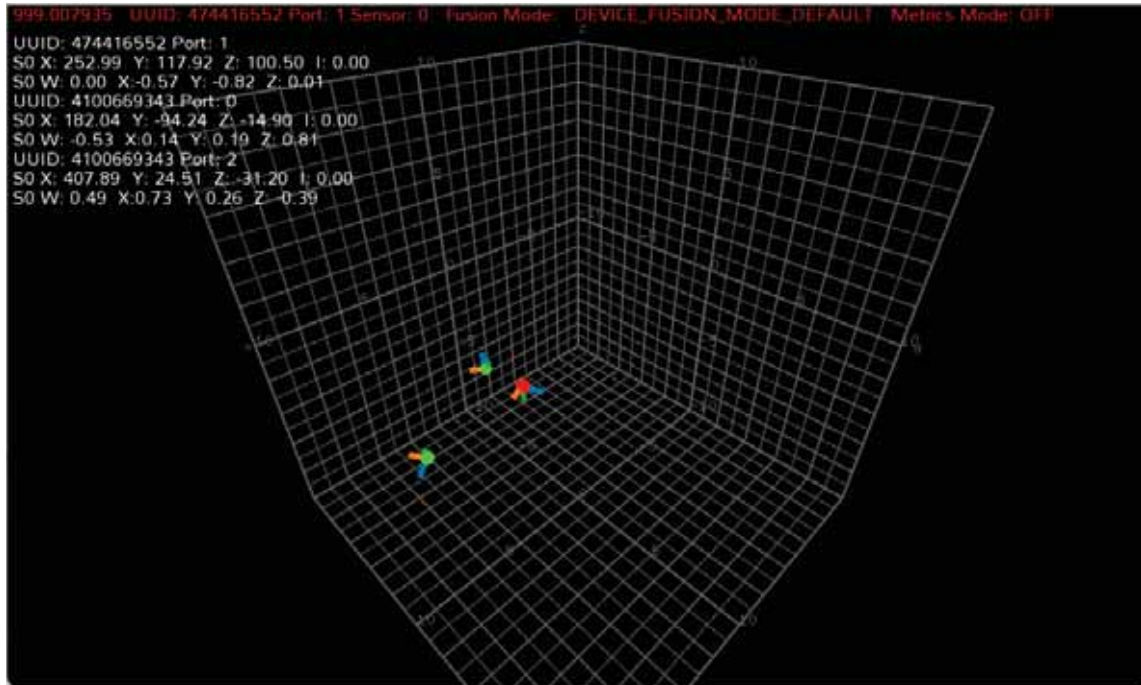 999.007935 UUID: 474416552 Port: 1 Sensor: 0 Fusion Mode: DEVICE_FUSION_MODE_DEFAULT Metrics Mode: OFF
UUID: 474416552 Port: 1
S0 X: 252.99 Y: 117.92 Z: 100.50 I: 0.00
S0 W: 0.00 X:-0.57 Y: -0.82 Z: 0.01
UUID: 4100669343 Port: 0
S0 X: 182.04 Y: -94.24 Z: -14.90 I: 0.00
S0 W: -0.53 X:0.14 Y: 0.19 Z: 0.81
UUID: 4100669343 Port: 2
S0 X: 407.89 Y: 24.51 Z: -31.20 I: 0.00
S0 W: 0.49 X:0.73 Y: 0.26 Z: -0.39
Z
10 10
10 10